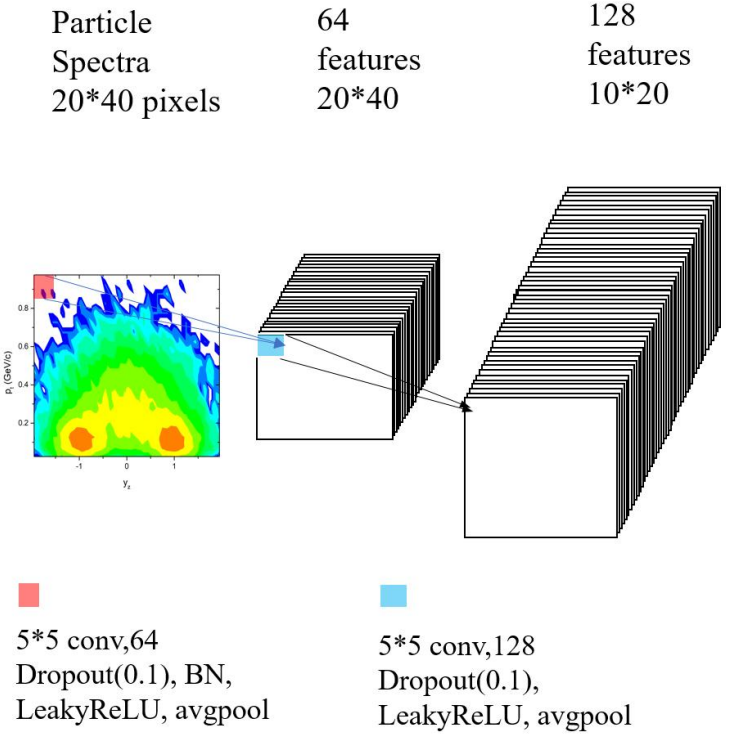 Particle
Spectra
20*40 pixels
64
features
20*40
128
features
10*20
0.8
0.6
0.4
0.2
pt (GeV/c)
-1
0
1
yz
5*5 conv,64
Dropout(0.1), BN,
LeakyReLU, avgpool
5*5 conv,128
Dropout(0.1),
LeakyReLU, avgpool